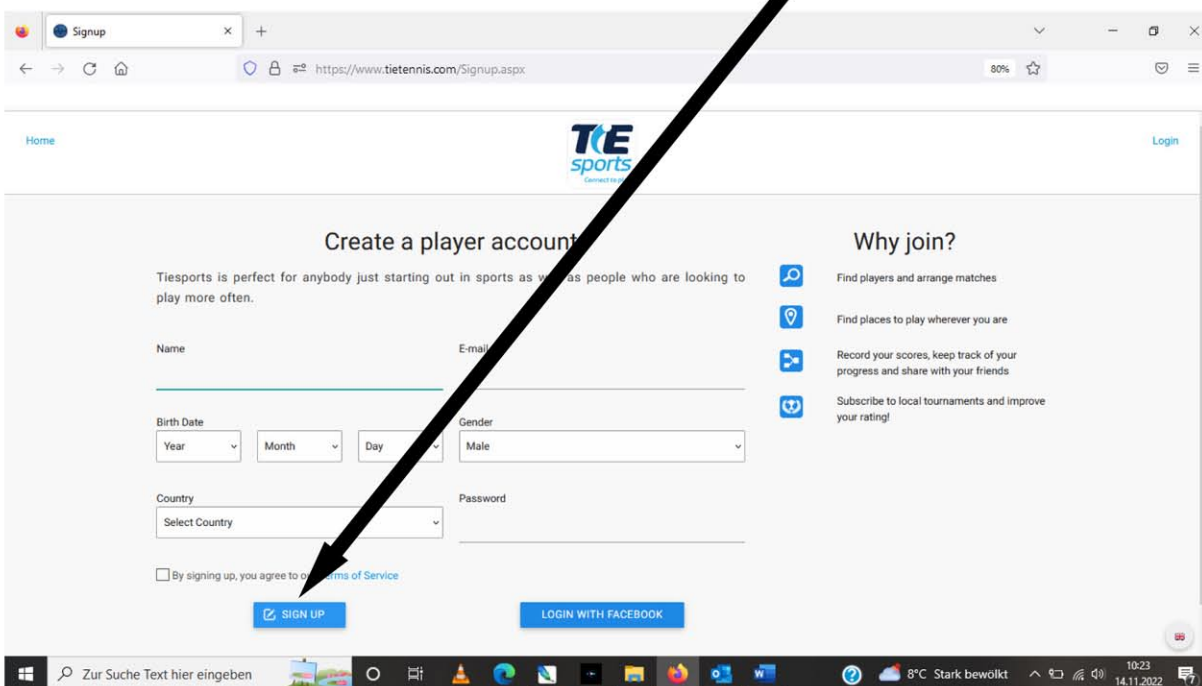 Signup
https://www.tietennis.com/Signup.aspx
80%
Home
TIE
sports
Login
Create a player account
Why join?
Tiesports is perfect for anybody just starting out in sports as well as people who are looking to
play more often.
Find players and arrange matches
Find places to play wherever you are
Name
E-mail
Record your scores, keep track of your
progress and share with your friends
Subscribe to local tournaments and improve
your rating!
Birth Date
Gender
Year
Month
Day
Male
Country
Password
Select Country
By signing up, you agree to our Terms of Service
SIGN UP
LOGIN WITH FACEBOOK
Zur Suche Text hier eingeben
8°C Stark bewölkt
10:23
14.11.2022